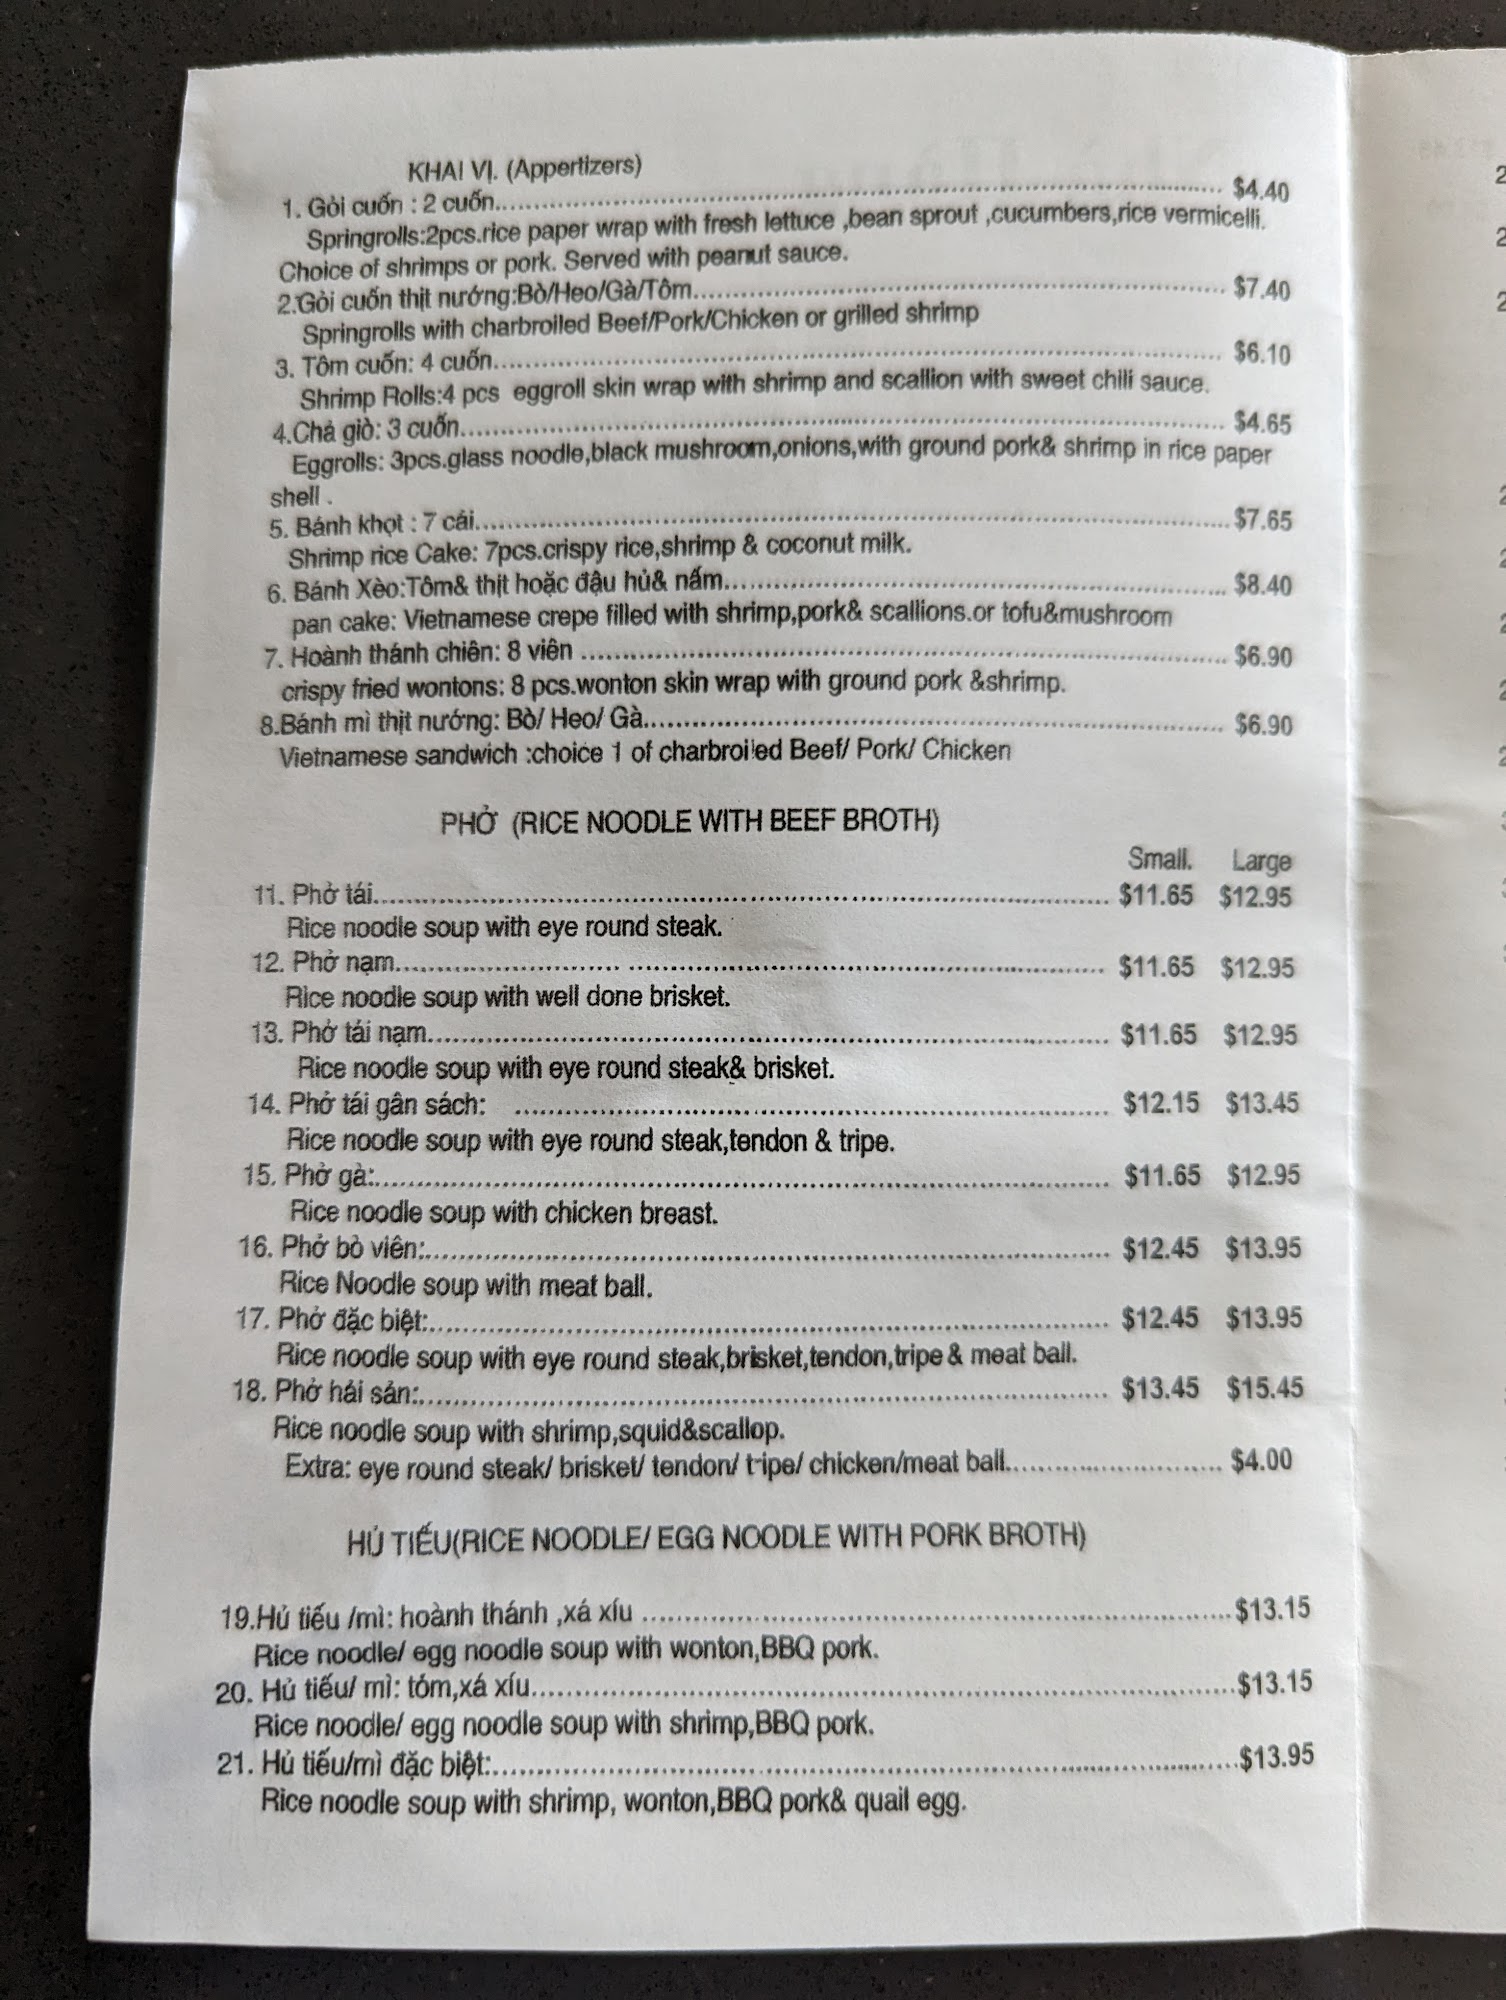 KHAI VỊ. (Appertizers)
1. Gỏi cuốn : 2 cuốn........ $4.40
Springrolls:2pcs.rice paper wrap with fresh lettuce ,bean sprout ,cucumbers,rice vermicelli.
Choice of shrimps or pork. Served with peanut sauce.
2.Gỏi cuốn thịt nướng:Bò/Heo/Gà/Tôm........ $7.40
Springrolls with charbroiled Beef/Pork/Chicken or grilled shrimp
3. Tôm cuốn: 4 cuốn........ $6.10
Shrimp Rolls:4 pcs eggroll skin wrap with shrimp and scallion with sweet chili sauce.
4.Chả giò: 3 cuốn........ $4.65
Eggrolls: 3pcs.glass noodle,black mushroom,onions,with ground pork& shrimp in rice paper
shell .
5. Bánh khọt : 7 cái........ $7.65
Shrimp rice Cake: 7pcs.crispy rice,shrimp & coconut milk.
6. Bánh Xèo:Tôm& thịt hoặc đậu hủ& nấm........ $8.40
pan cake: Vietnamese crepe filled with shrimp,pork& scallions.or tofu&mushroom
7. Hoành thánh chiên: 8 viên ........ $6.90
crispy fried wontons: 8 pcs.wonton skin wrap with ground pork &shrimp.
8.Bánh mì thịt nướng: Bò/ Heo/ Gà........ $6.90
Vietnamese sandwich :choice 1 of charbroiled Beef/ Pork/ Chicken
PHỞ (RICE NOODLE WITH BEEF BROTH)
Small. Large
11. Phở tái........ $11.65 $12.95
Rice noodle soup with eye round steak.
12. Phở nạm........ $11.65 $12.95
Rice noodle soup with well done brisket.
13. Phở tái nạm........ $11.65 $12.95
Rice noodle soup with eye round steak& brisket.
14. Phở tái gân sách: ........ $12.15 $13.45
Rice noodle soup with eye round steak,tendon & tripe.
15. Phở gà:........ $11.65 $12.95
Rice noodle soup with chicken breast.
16. Phở bò viên:........ $12.45 $13.95
Rice Noodle soup with meat ball.
17. Phở đặc biệt:........ $12.45 $13.95
Rice noodle soup with eye round steak,brisket,tendon,tripe & meat ball.
18. Phở hải sản:........ $13.45 $15.45
Rice noodle soup with shrimp,squid&scallop.
Extra: eye round steak/ brisket/ tendon/ tripe/ chicken/meat ball........ $4.00
HỦ TIẾU(RICE NOODLE/ EGG NOODLE WITH PORK BROTH)
19.Hủ tiếu /mì: hoành thánh ,xá xíu ........ $13.15
Rice noodle/ egg noodle soup with wonton,BBQ pork.
20. Hủ tiếu/ mì: tôm,xá xíu........ $13.15
Rice noodle/ egg noodle soup with shrimp,BBQ pork.
21. Hủ tiếu/mì đặc biệt:........ $13.95
Rice noodle soup with shrimp, wonton,BBQ pork& quail egg.